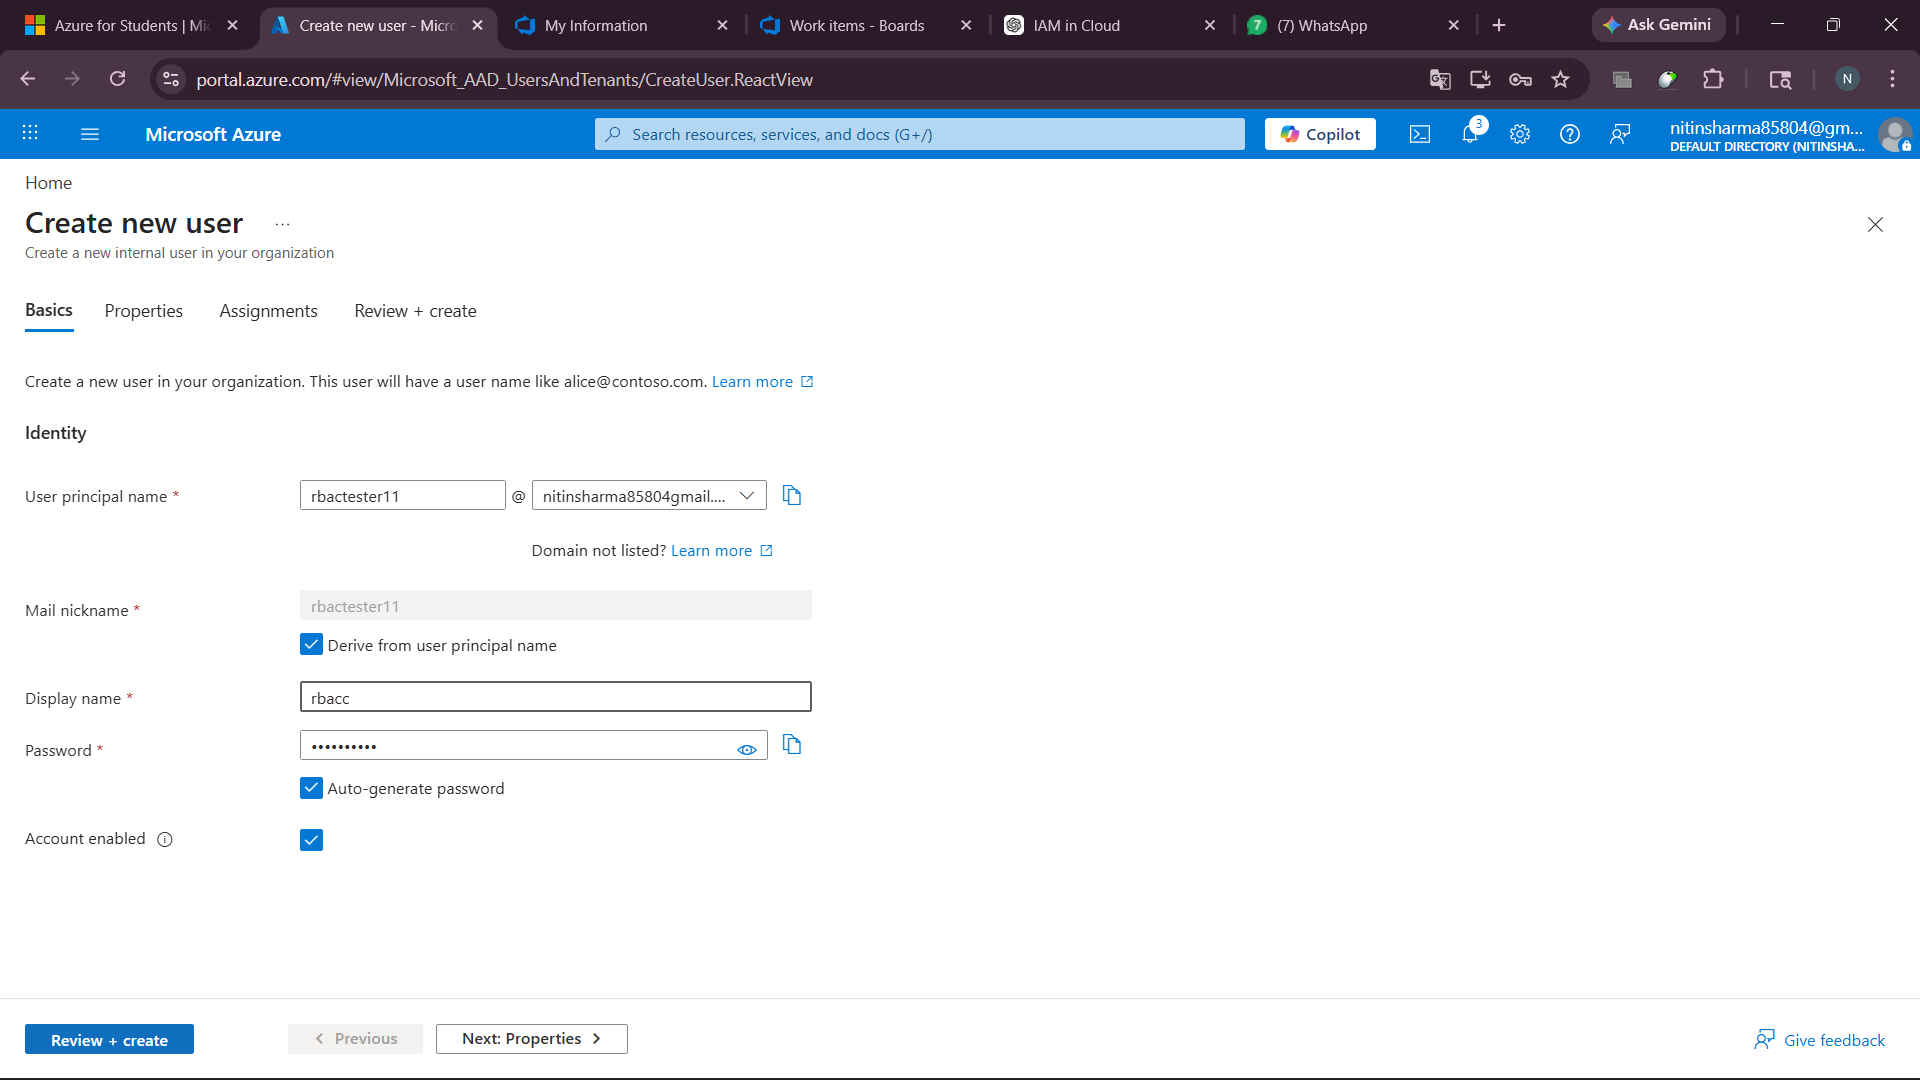 Azure for Students | Mic
Create new user - Micro
My Information
Work items - Boards
IAM in Cloud
7 (7) WhatsApp
Ask Gemini
portal.azure.com/#view/Microsoft_AAD_UsersAndTenants/CreateUser.ReactView
N
Microsoft Azure
Search resources, services, and docs (G+/)
Copilot
3
nitinsharma85804@gm...
DEFAULT DIRECTORY (NITINSHA...
Home
Create new user ...
Create a new internal user in your organization
Basics
Properties
Assignments
Review + create
Create a new user in your organization. This user will have a user name like alice@contoso.com. Learn more
Identity
User principal name *
rbactester11 @ nitinsharma85804gmail....
Domain not listed? Learn more
Mail nickname *
rbactester11
Derive from user principal name
Display name *
rbacc
Password *
••••••••••
Auto-generate password
Account enabled
Review + create
Previous
Next: Properties
Give feedback